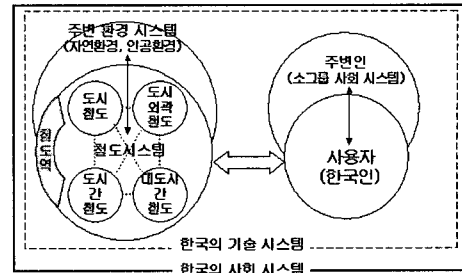 주변 환경 시스템
(자연환경, 인공환경)
주변인
(소그룹 사회 시스템)
도시
철도
도시
외곽
철도
철도역
철도시스템
사용자
(한국인)
도시
간
철도
대도시
간
철도
한국의 기술 시스템
한국의 사회 시스템